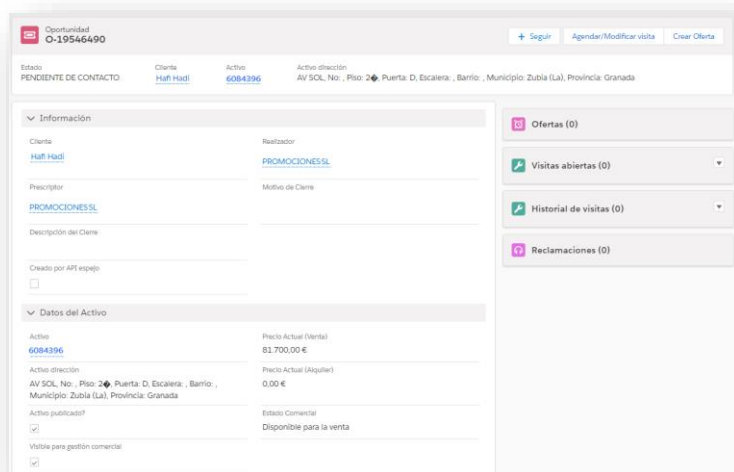 Oportunidad
O-19546490
+ Seguir
Agendar/Modificar visita
Crear Oferta
Estado
PENDIENTE DE CONTACTO
Cliente
Hafi Hadi
Activo
6084396
Activo dirección
AV SOL, No: , Piso: 2�, Puerta: D, Escalera: , Barrio: , Municipio: Zubia (La), Provincia: Granada
Información
Cliente
Hafi Hadi
Realizador
PROMOCIONESSL
Prescriptor
PROMOCIONESSL
Motivo de Cierre
Descripción del Cierre
Creado por API espejo
Datos del Activo
Activo
6084396
Precio Actual (Venta)
81.700,00 €
Activo dirección
AV SOL, No: , Piso: 2�, Puerta: D, Escalera: , Barrio: ,
Municipio: Zubia (La), Provincia: Granada
Precio Actual (Alquiler)
0,00 €
Activo publicado?
Estado Comercial
Disponible para la venta
Visible para gestión comercial
Ofertas (0)
Visitas abiertas (0)
Historial de visitas (0)
Reclamaciones (0)